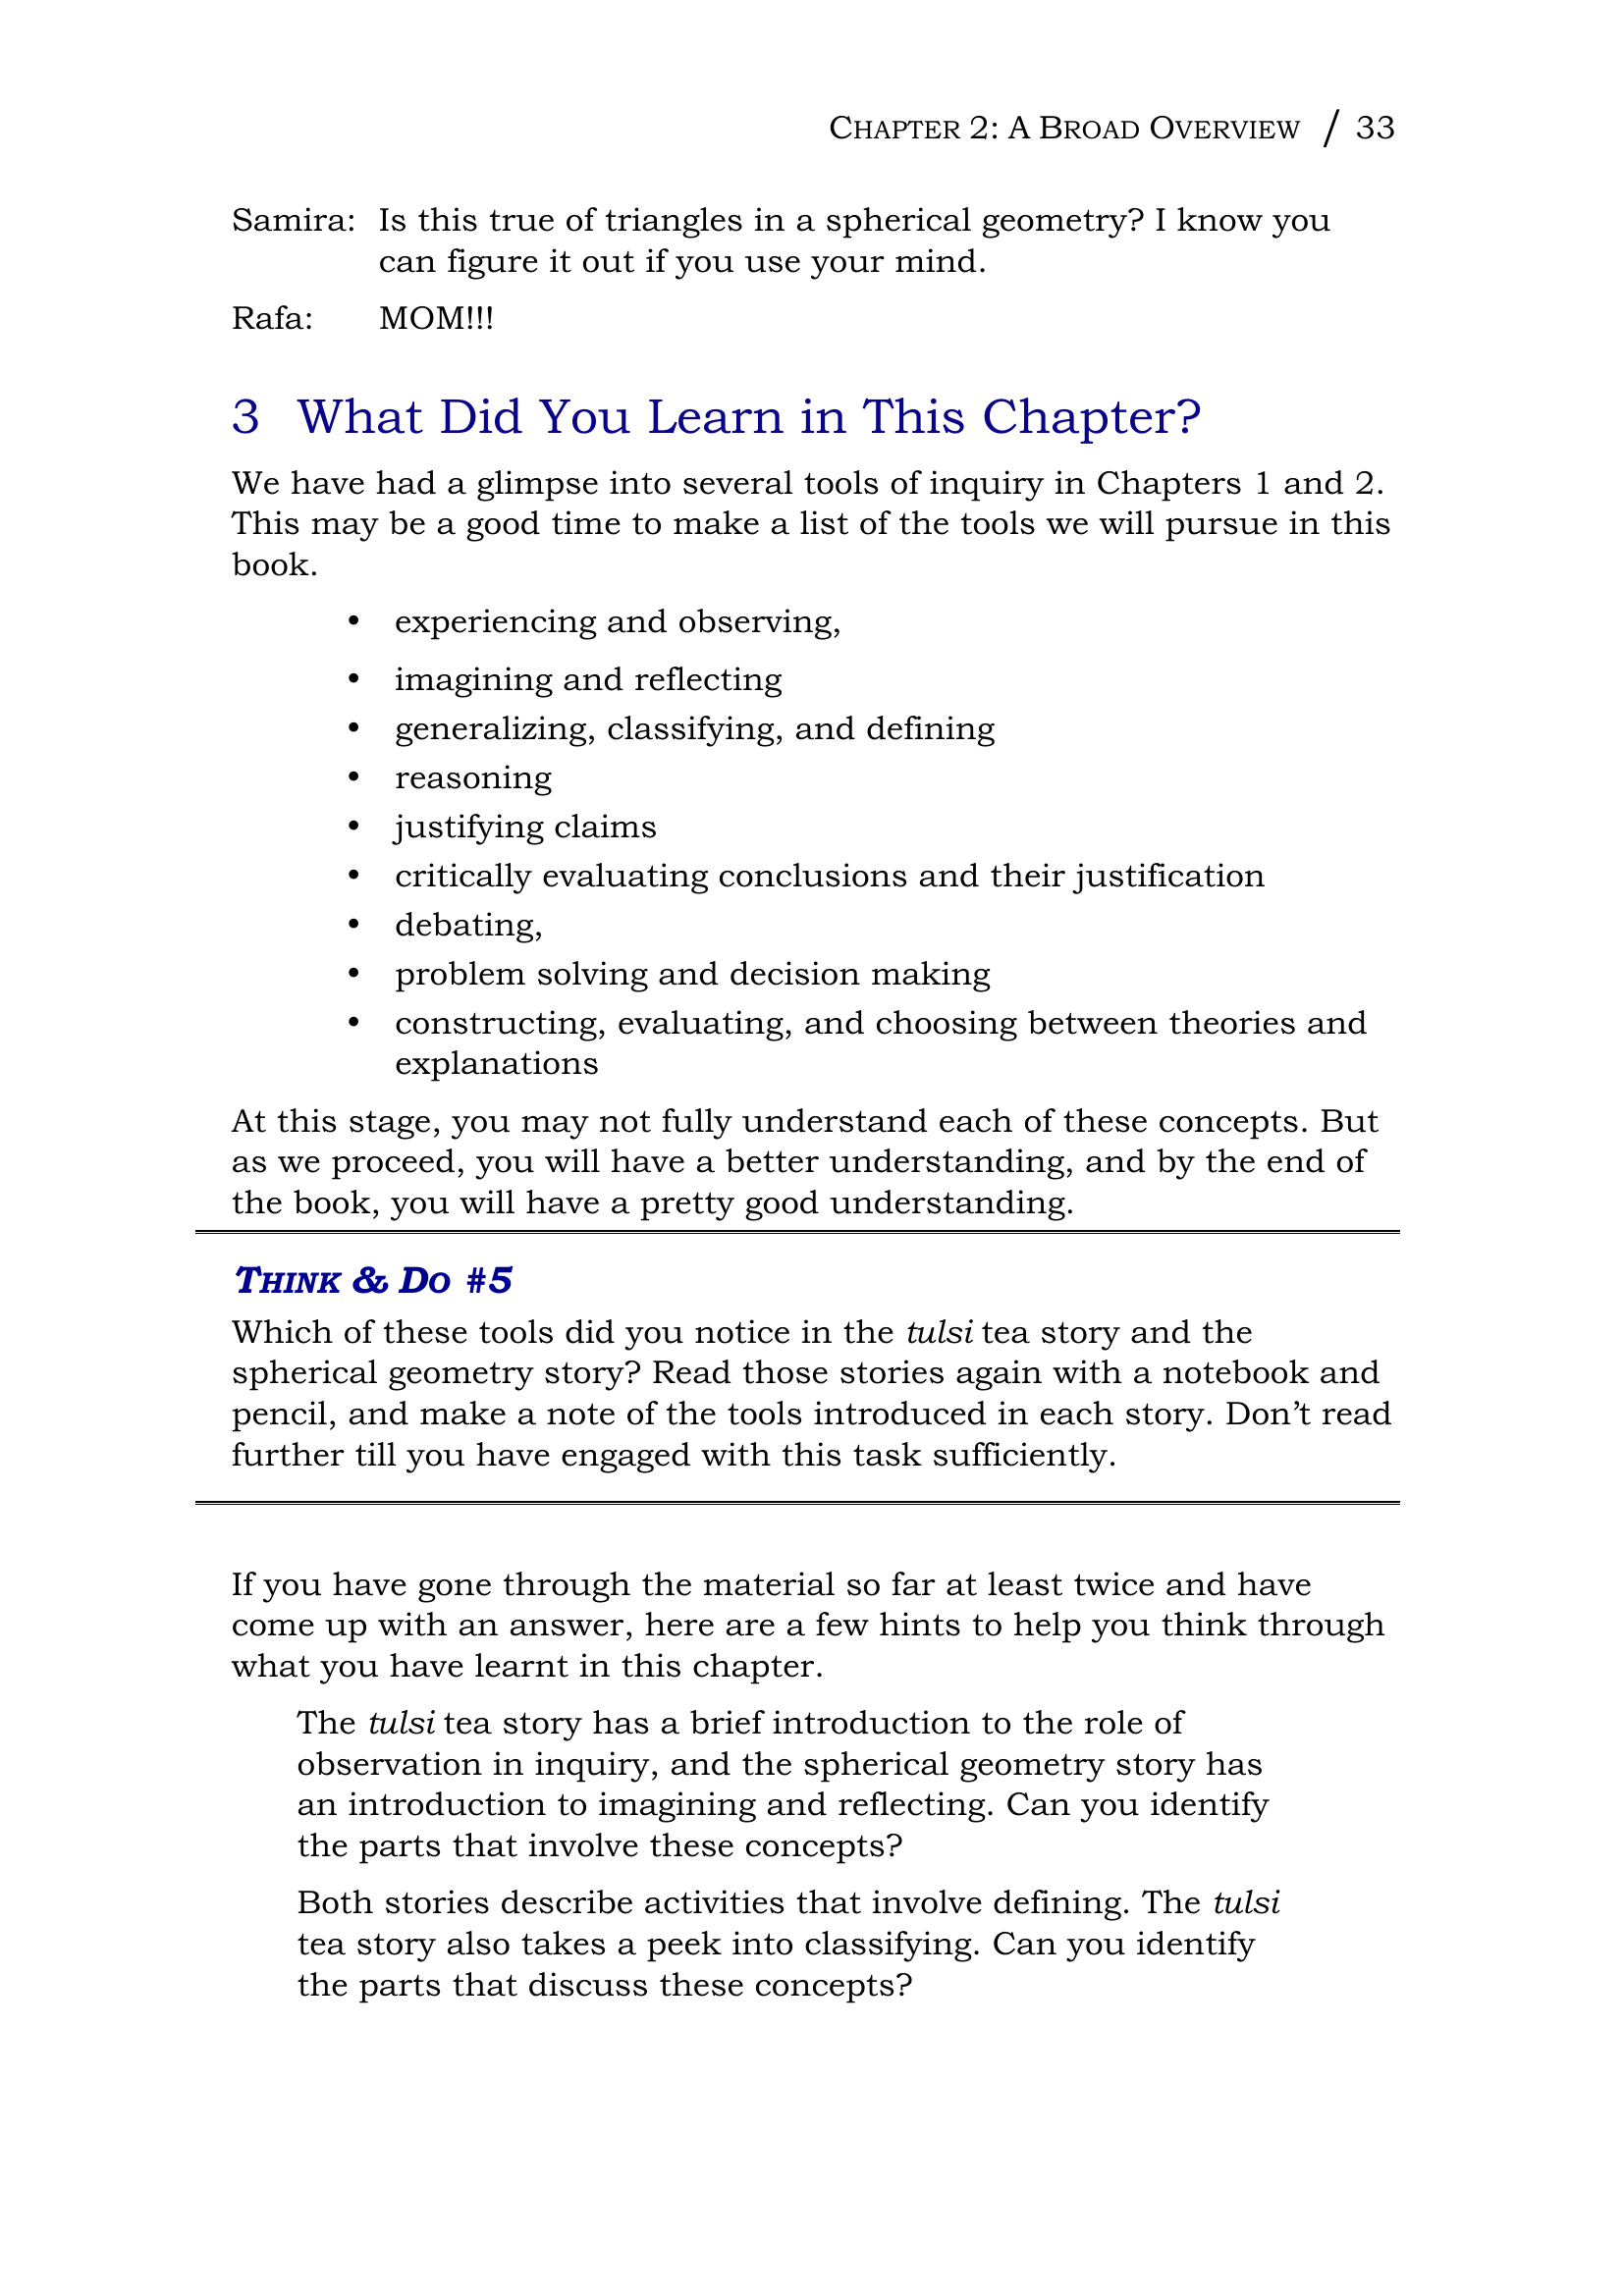 CHAPTER 2: A BROAD OVERVIEW / 33
Samira: Is this true of triangles in a spherical geometry? I know you
can figure it out if you use your mind.
Rafa: MOM!!!
3 What Did You Learn in This Chapter?
We have had a glimpse into several tools of inquiry in Chapters 1 and 2.
This may be a good time to make a list of the tools we will pursue in this
book.
• experiencing and observing,
• imagining and reflecting
• generalizing, classifying, and defining
• reasoning
• justifying claims
• critically evaluating conclusions and their justification
• debating,
• problem solving and decision making
• constructing, evaluating, and choosing between theories and
explanations
At this stage, you may not fully understand each of these concepts. But
as we proceed, you will have a better understanding, and by the end of
the book, you will have a pretty good understanding.
THINK & DO #5
Which of these tools did you notice in the tulsi tea story and the
spherical geometry story? Read those stories again with a notebook and
pencil, and make a note of the tools introduced in each story. Don’t read
further till you have engaged with this task sufficiently.
If you have gone through the material so far at least twice and have
come up with an answer, here are a few hints to help you think through
what you have learnt in this chapter.
The tulsi tea story has a brief introduction to the role of
observation in inquiry, and the spherical geometry story has
an introduction to imagining and reflecting. Can you identify
the parts that involve these concepts?
Both stories describe activities that involve defining. The tulsi
tea story also takes a peek into classifying. Can you identify
the parts that discuss these concepts?